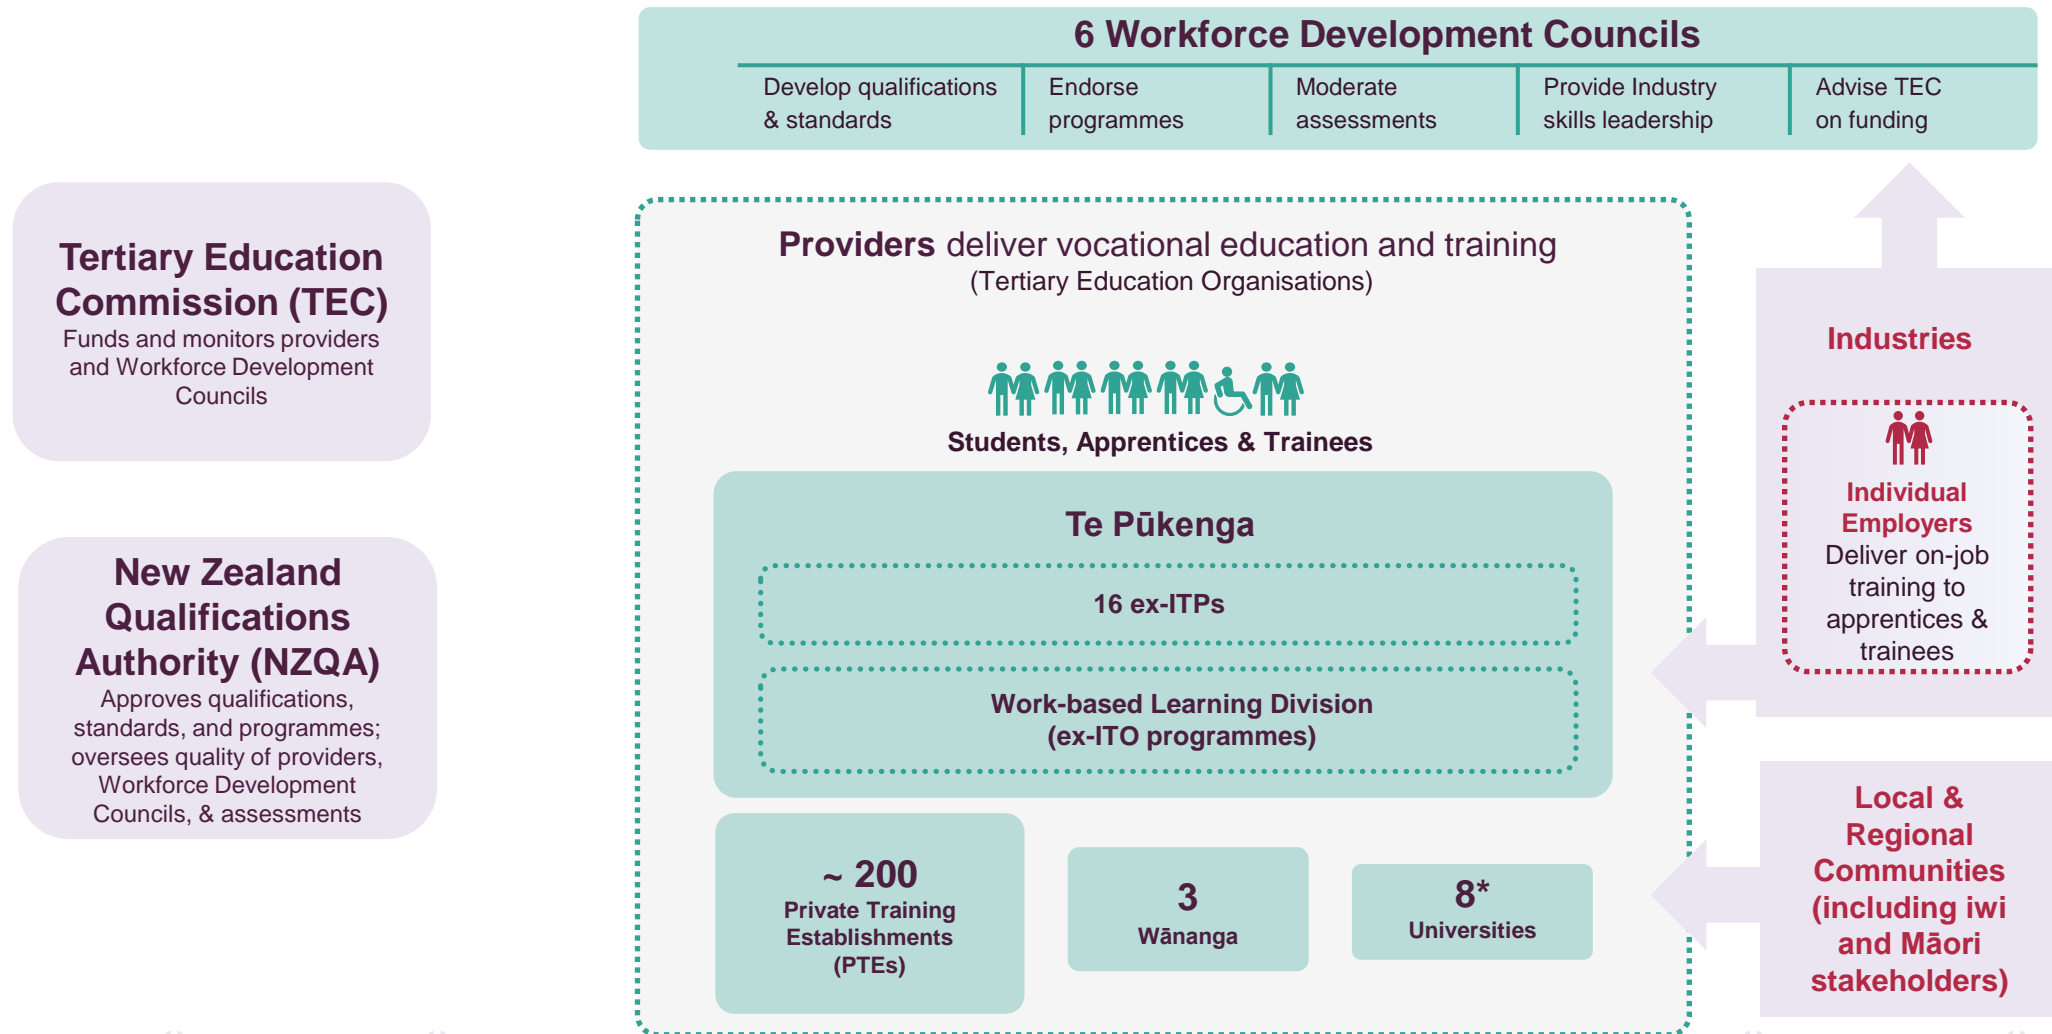 6 Workforce Development Councils
Develop qualifications
& standards
Endorse
programmes
Moderate
assessments
Provide Industry
skills leadership
Advise TEC
on funding
Tertiary Education
Commission (TEC)
Funds and monitors providers
and Workforce Development
Councils
New Zealand
Qualifications
Authority (NZQA)
Approves qualifications,
standards, and programmes;
oversees quality of providers,
Workforce Development
Councils, & assessments
Providers deliver vocational education and training
(Tertiary Education Organisations)
Students, Apprentices & Trainees
Te Pūkenga
16 ex-ITPs
Work-based Learning Division
(ex-ITO programmes)
~ 200
Private Training
Establishments
(PTEs)
3
Wānanga
8*
Universities
Industries
Individual
Employers
Deliver on-job
training to
apprentices &
trainees
Local &
Regional
Communities
(including iwi
and Māori
stakeholders)